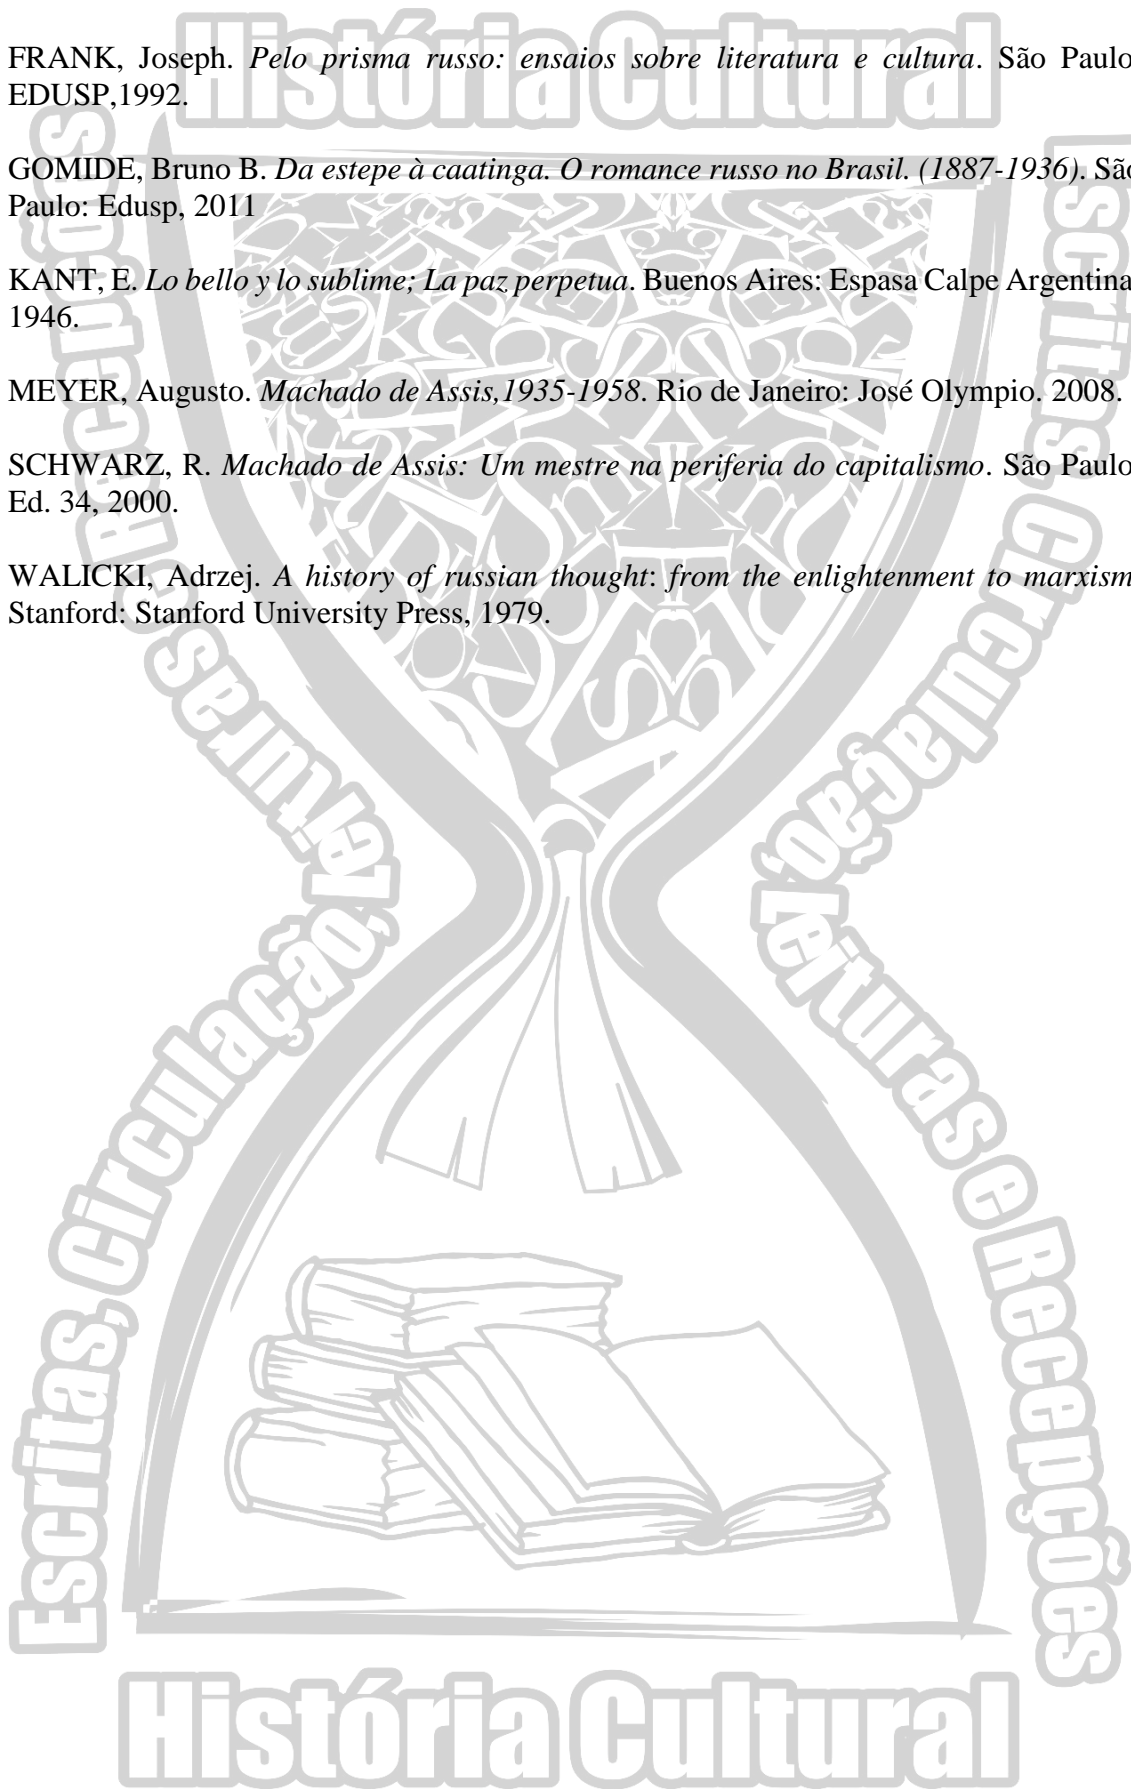 História Cultural
FRANK, Joseph. Pelo prisma russo: ensaios sobre literatura e cultura. São Paulo
EDUSP,1992.
GOMIDE, Bruno B. Da estepe à caatinga. O romance russo no Brasil. (1887-1936). São
Paulo: Edusp, 2011
KANT, E. Lo bello y lo sublime; La paz perpetua. Buenos Aires: Espasa Calpe Argentina
1946.
MEYER, Augusto. Machado de Assis,1935-1958. Rio de Janeiro: José Olympio. 2008.
SCHWARZ, R. Machado de Assis: Um mestre na periferia do capitalismo. São Paulo
Ed. 34, 2000.
WALICKI, Adrzej. A history of russian thought: from the enlightenment to marxism
Stanford: Stanford University Press, 1979.
Escritas, Circulação, Leituras e Recepções
Escritas, Circulação, Leituras e Recepções
História Cultural